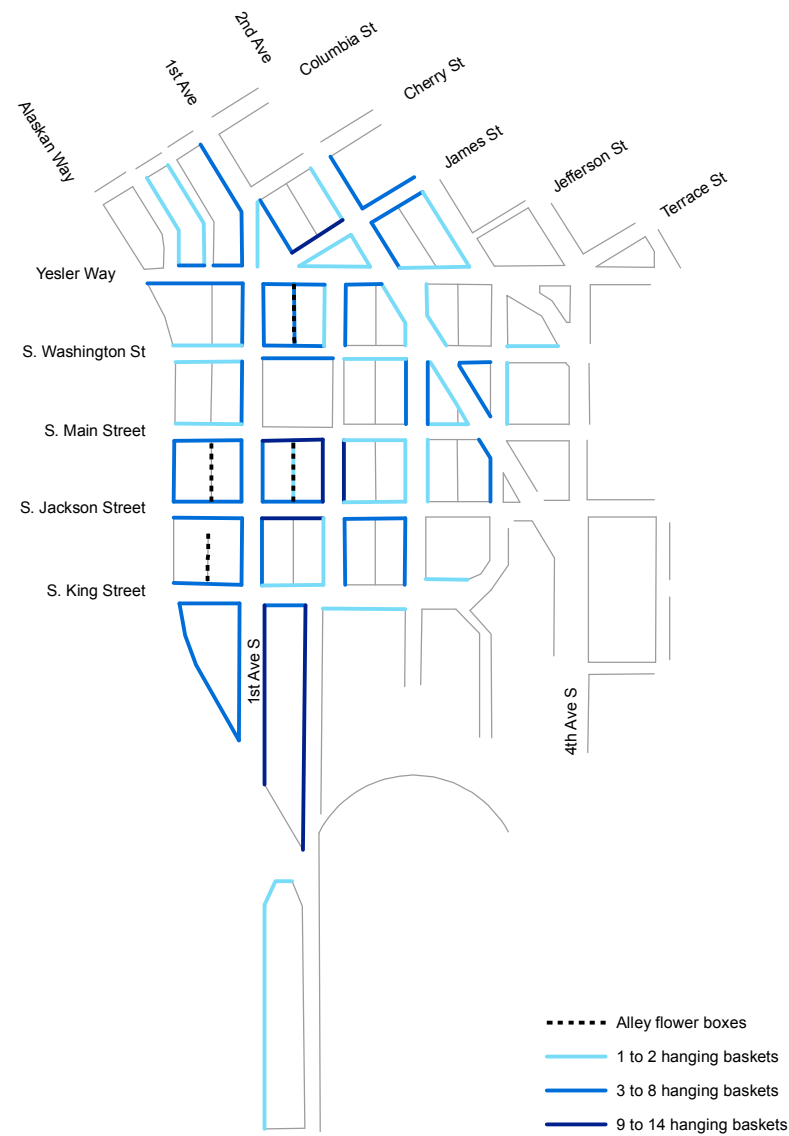 2nd Ave
Columbia St
1st Ave
Cherry St
Alaskan Way
James St
Jefferson St
Terrace St
Yesler Way
S. Washington St
S. Main Street
S. Jackson Street
S. King Street
1st Ave S
4th Ave S
Alley flower boxes
1 to 2 hanging baskets
3 to 8 hanging baskets
9 to 14 hanging baskets